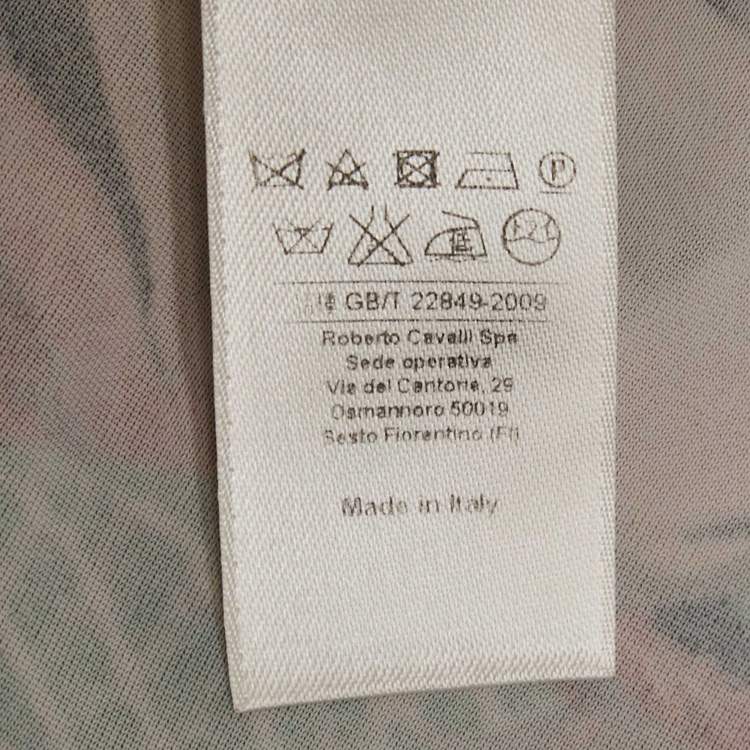 P
GB/T 22849-2009
Roberto Cavalli Spa
Sede operativa
Via del Cantone, 29
Osmannoro 50019
Sesto Fiorentino (FI)
Made in Italy